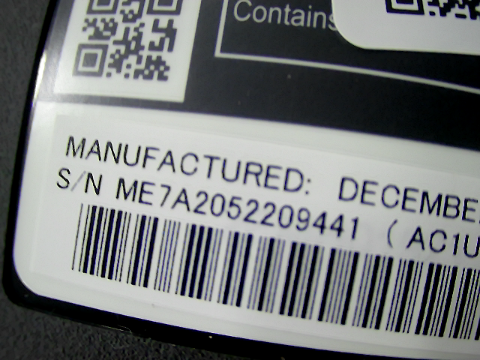 Contains
MANUFACTURED: DECEMBE
S/N ME7A2052209441 ( AC1U